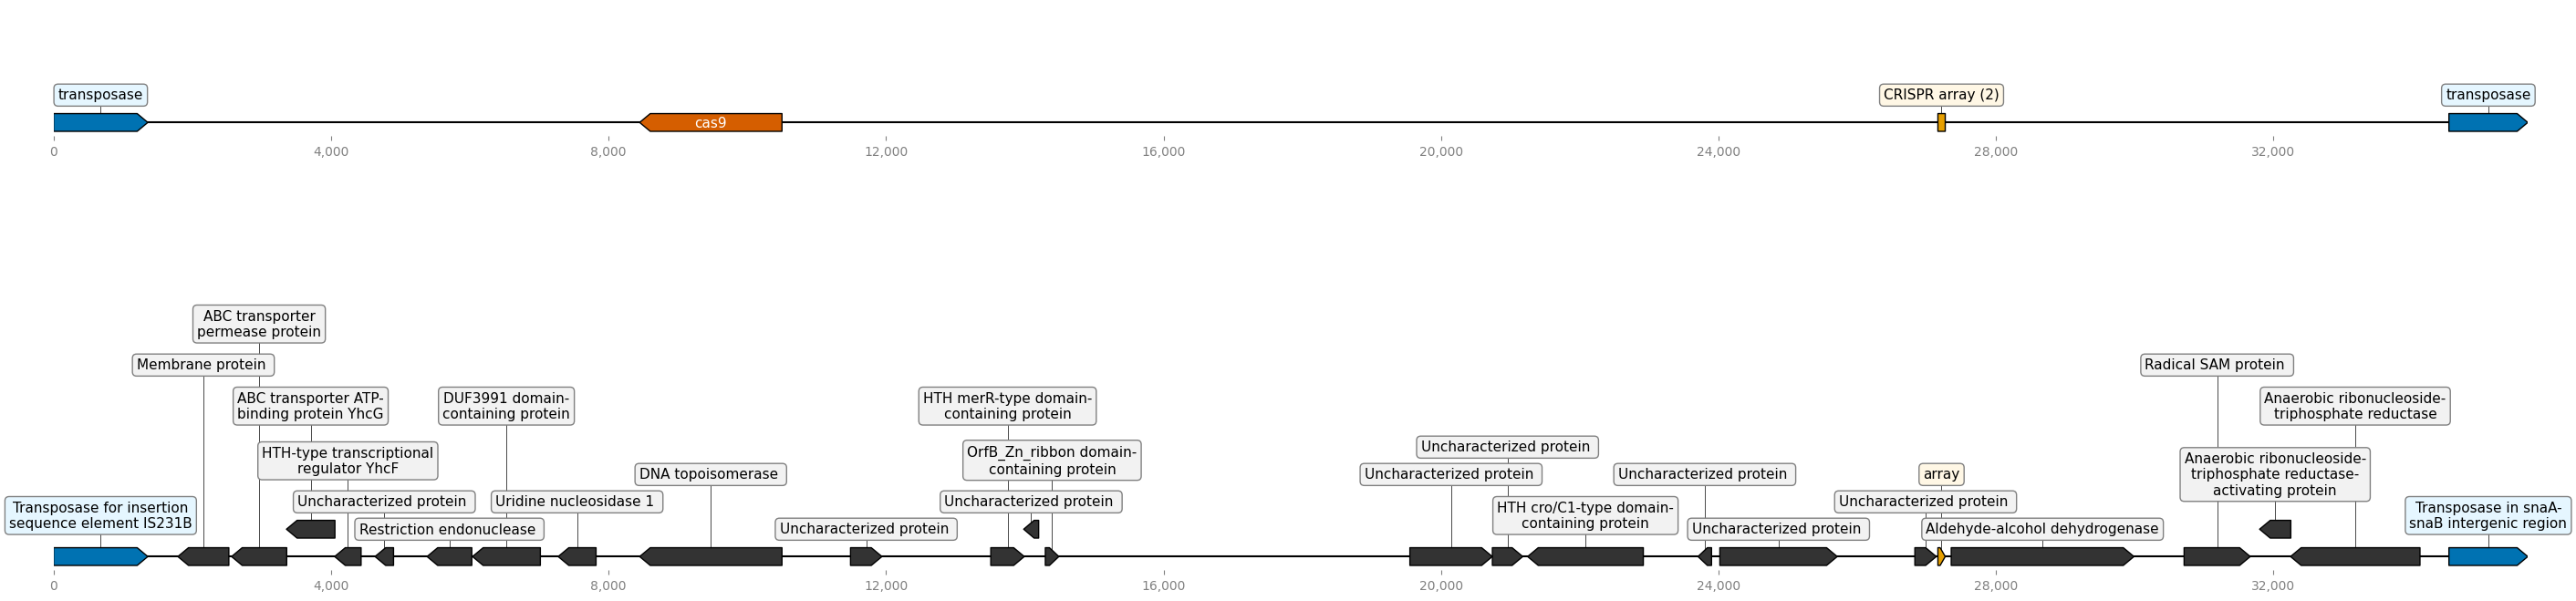 transposase
CRISPR array (2)
transposase
cas9
0
4,000
8,000
12,000
16,000
20,000
24,000
28,000
32,000
ABC transporter
permease protein
Membrane protein
Radical SAM protein
ABC transporter ATP-
binding protein YhcG
DUF3991 domain-
containing protein
HTH merR-type domain-
containing protein
Anaerobic ribonucleoside-
triphosphate reductase
HTH-type transcriptional
regulator YhcF
OrfB_Zn_ribbon domain-
containing protein
Uncharacterized protein
Anaerobic ribonucleoside-
triphosphate reductase-
activating protein
DNA topoisomerase
Uncharacterized protein
Uncharacterized protein
array
Transposase for insertion
sequence element IS231B
Uncharacterized protein
Uridine nucleosidase 1
Uncharacterized protein
HTH cro/C1-type domain-
containing protein
Uncharacterized protein
Transposase in snaA-
snaB intergenic region
Restriction endonuclease
Uncharacterized protein
Uncharacterized protein
Aldehyde-alcohol dehydrogenase
0
4,000
8,000
12,000
16,000
20,000
24,000
28,000
32,000